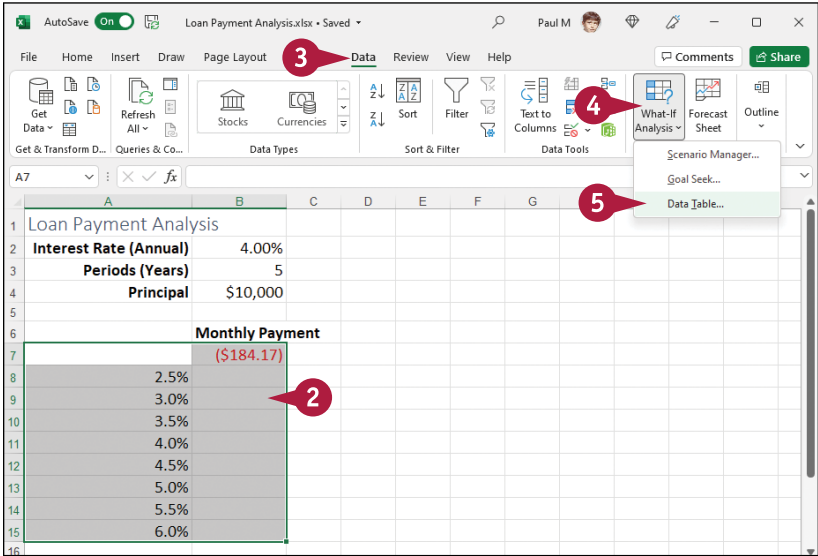 AutoSave On Loan Payment Analysis.xlsx • Saved Paul M
File Home Insert Draw Page Layout 3 Data Review View Help Comments Share
Get Data Refresh All Stocks Currencies Sort Filter Text to Columns 4 What-If Analysis Forecast Sheet Outline
Get & Transform D... Queries & Co... Data Types Sort & Filter Data Tools
Scenario Manager...
Goal Seek...
5 Data Table...
A7 fx
A B C D E F G
1 Loan Payment Analysis
2 Interest Rate (Annual) 4.00%
3 Periods (Years) 5
4 Principal $10,000
5
6 Monthly Payment
7 ($184.17)
8 2.5%
9 3.0% 2
10 3.5%
11 4.0%
12 4.5%
13 5.0%
14 5.5%
15 6.0%
16